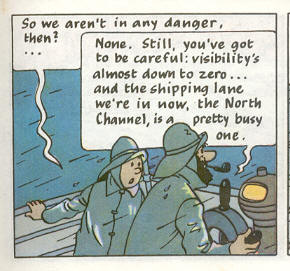 So we aren't in any danger,
then?
...
None. Still, you've got
to be careful: visibility's
almost down to zero...
and the shipping lane
we're in now, the North
Channel, is a pretty busy
one.